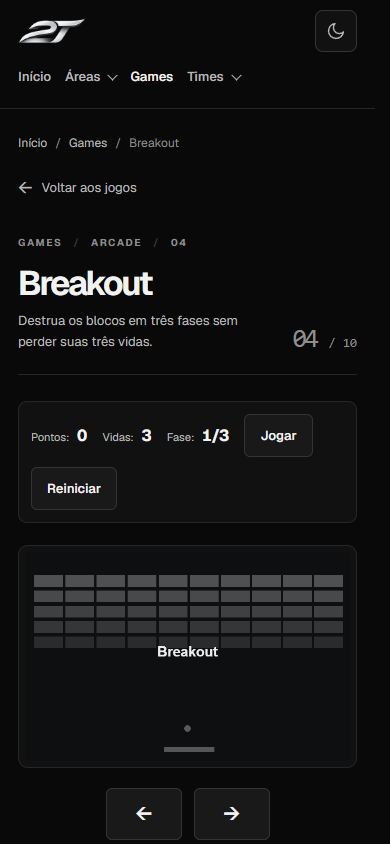 2T
Início Áreas Games Times
Início / Games / Breakout
← Voltar aos jogos
GAMES / ARCADE / 04
Breakout
Destrua os blocos em três fases sem
perder suas três vidas.
04 / 10
Pontos: 0 Vidas: 3 Fase: 1/3 Jogar
Reiniciar
Breakout
← →